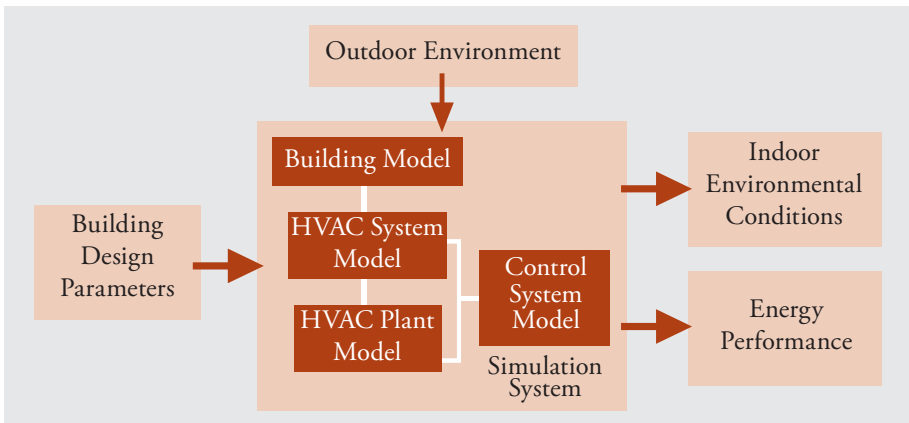 Outdoor Environment
Building Model
HVAC System
Model
HVAC Plant
Model
Control
System
Model
Simulation
System
Building
Design
Parameters
Indoor
Environmental
Conditions
Energy
Performance